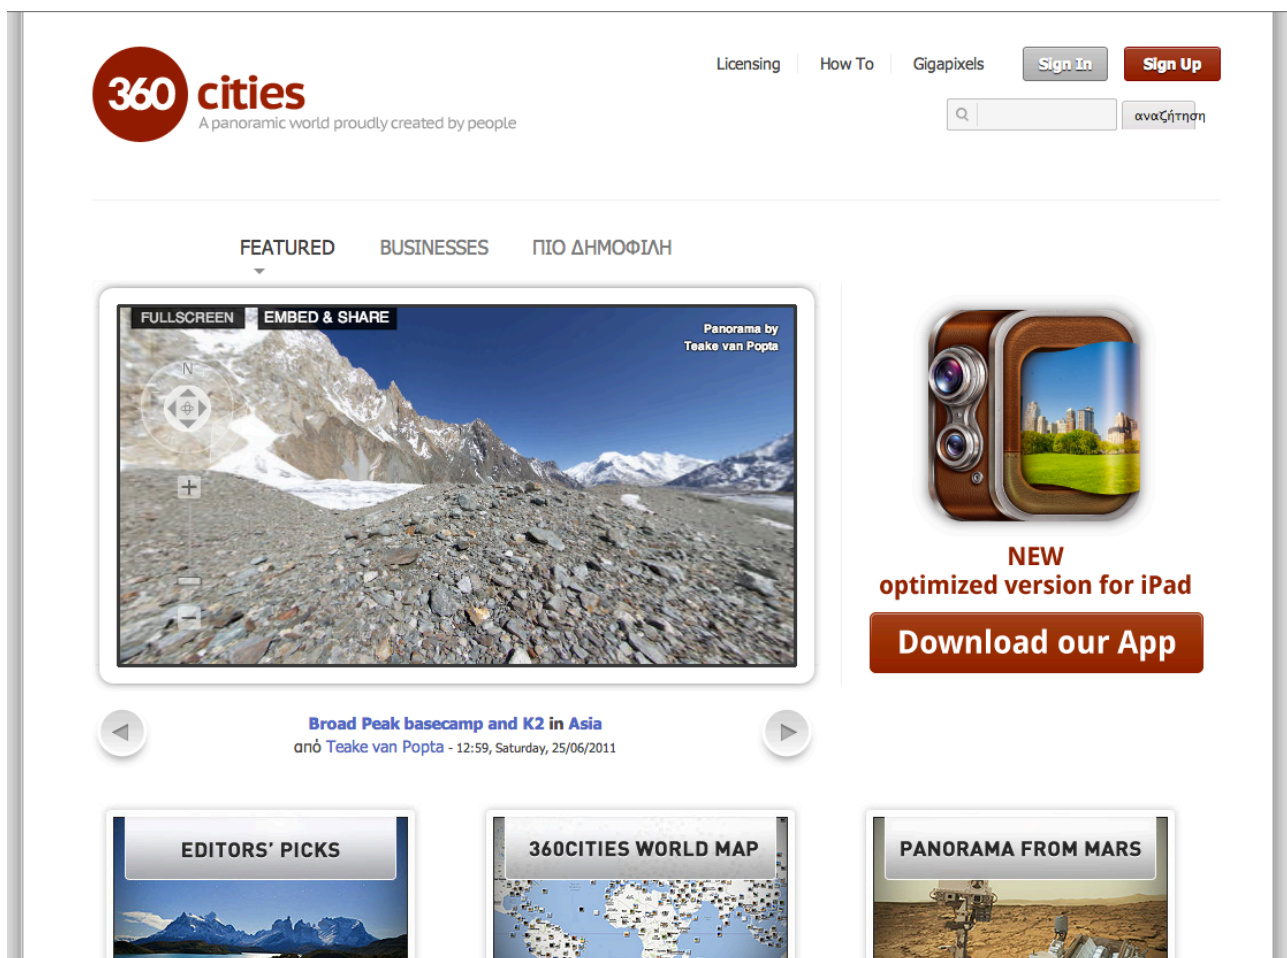 Licensing How To Gigapixels Sign In Sign Up
360 cities
A panoramic world proudly created by people
αναζήτηση
FEATURED BUSINESSES ΠΙΟ ΔΗΜΟΦΙΛΗ
FULLSCREEN EMBED & SHARE
Panorama by
Teake van Popta
N
NEW
optimized version for iPad
Download our App
Broad Peak basecamp and K2 in Asia
από Teake van Popta - 12:59, Saturday, 25/06/2011
EDITORS' PICKS
360CITIES WORLD MAP
PANORAMA FROM MARS